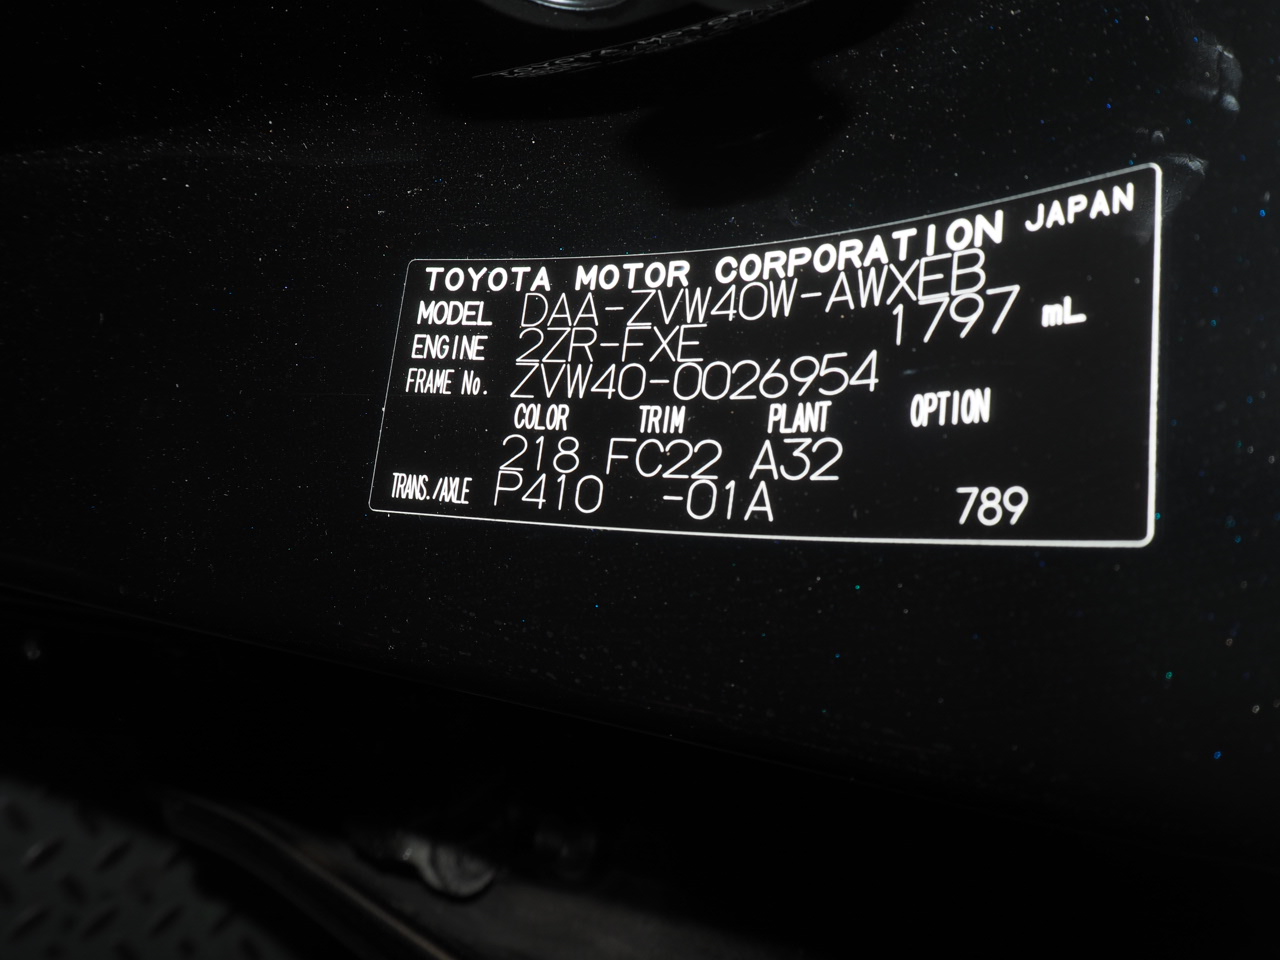 TOYOTA MOTOR CORPORATION JAPAN
MODEL DAA-ZVW40W-AWXEB
ENGINE 2ZR-FXE 1797 mL
FRAME No. ZVW40-0026954
COLOR TRIM PLANT OPTION
218 FC22 A32
TRANS./AXLE P410 -01A 789